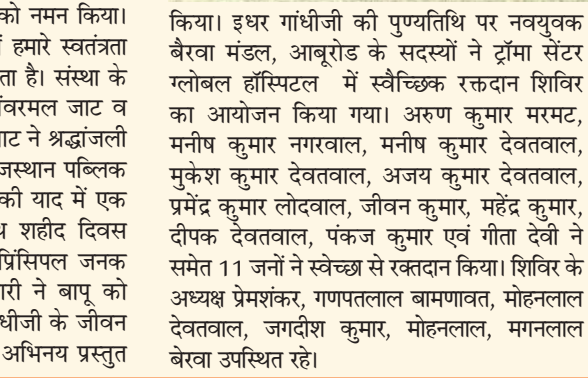 को नमन किया।
हमारे स्वतंत्रता
ता है। संस्था के
वरमल जाट व
ाट ने श्रद्धांजली
जस्थान पब्लिक
की याद में एक
शहीद दिवस
प्रिंसिपल जनक
ारी ने बापू को
धीजी के जीवन
अभिनय प्रस्तुत
किया। इधर गांधीजी की पुण्यतिथि पर नवयुवक
बैरवा मंडल, आबूरोड के सदस्यों ने ट्रॉमा सेंटर
ग्लोबल हॉस्पिटल में स्वैच्छिक रक्तदान शिविर
का आयोजन किया गया। अरुण कुमार मरमट,
मनीष कुमार नगरवाल, मनीष कुमार देवतवाल,
मुकेश कुमार देवतवाल, अजय कुमार देवतवाल,
प्रमेंद्र कुमार लोदवाल, जीवन कुमार, महेंद्र कुमार,
दीपक देवतवाल, पंकज कुमार एवं गीता देवी ने
समेत 11 जनों ने स्वेच्छा से रक्तदान किया। शिविर के
अध्यक्ष प्रेमशंकर, गणपतलाल बामणावत, मोहनलाल
देवतवाल, जगदीश कुमार, मोहनलाल, मगनलाल
बेरवा उपस्थित रहे।